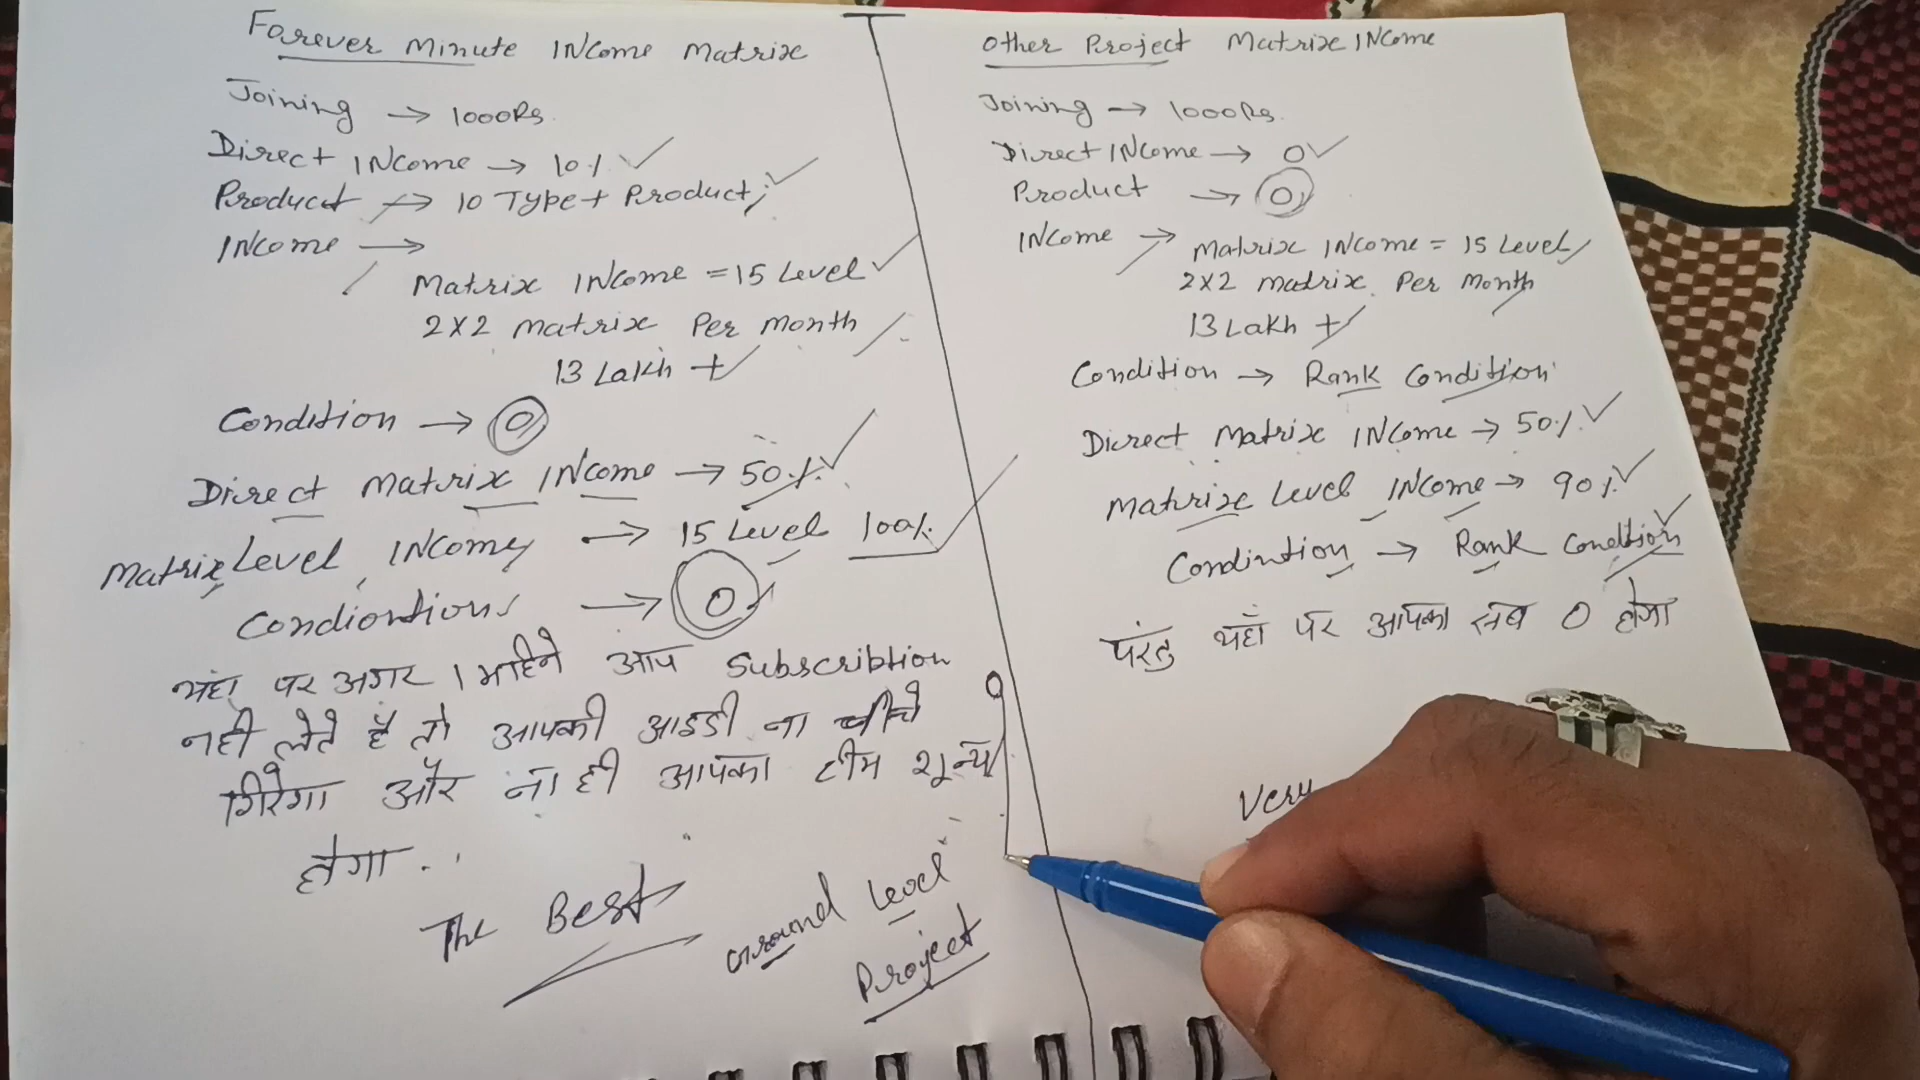 Forever Minute INcome Matrix
Joining → 1000Rs
Direct INcome → 10% ✓
Product → 10 Type+ Product; ✓
INcome →
Matrix INcome = 15 Level ✓
2X2 matrix Per Month
13 Lakh + ✓
Condition → 0
Direct Matrix INcome → 50% ✓
Matrix Level INcome → 15 Level 100%
Condiontions → 0
यहां पर अगर 1 महिने आप Subscribtion
नही लेते है तो आपकी आइडी ना नीचे
गिरेगा और ना ही आपका टीम शून्य
होगा.
The Best
Ground Level
Project
Other Project Matrix INcome
Joining → 1000Rs.
Direct INcome → 0 ✓
Product → 0
INcome →
Matrix INcome = 15 Level
2X2 matrix Per Month
13 Lakh +
Condition → Rank Condition
Direct Matrix INcome → 50% ✓
Matrix Level INcome → 90% ✓
Condintion → Rank Condition ✓
परंतु यहाँ पर आपका सब 0 होगा
Very